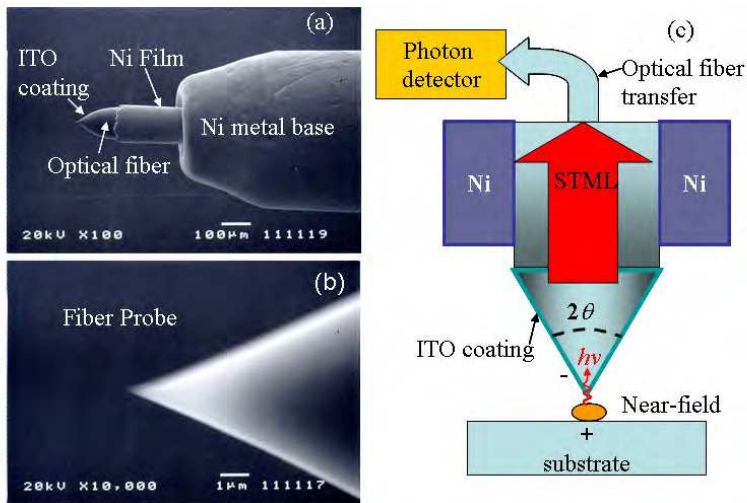 (a)
ITO
coating
Ni Film
Ni metal base
Optical fiber
20kV X100 100μm 111119
(b)
Fiber Probe
20kV X10,000 1μm 111117
(c)
Photon
detector
Optical fiber
transfer
Ni
STML
Ni
2θ
ITO coating
hν
-
Near-field
+
substrate